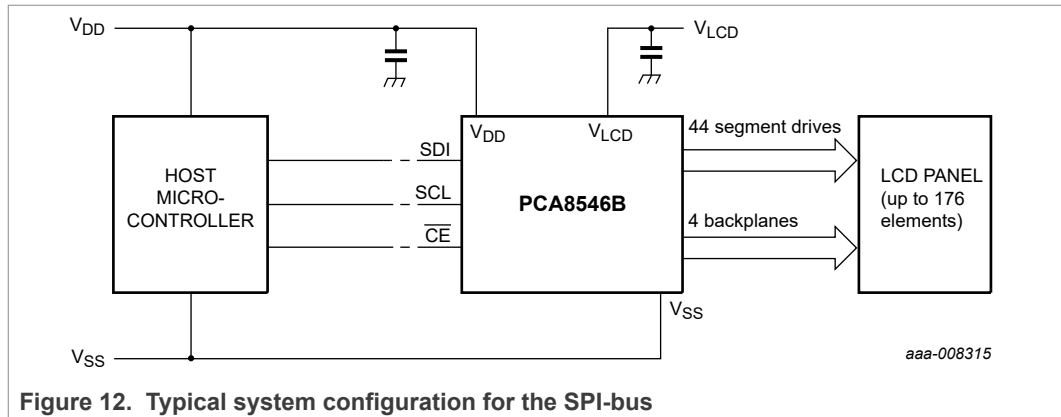 VDD
VLCD
VDD
VLCD
44 segment drives
SDI
HOST
MICRO-
CONTROLLER
SCL
PCA8546B
LCD PANEL
(up to 176
elements)
CE
4 backplanes
VSS
VSS
aaa-008315
Figure 12. Typical system configuration for the SPI-bus